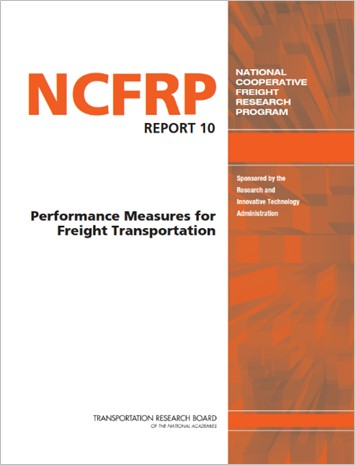 NCFRP
REPORT 10
NATIONAL
COOPERATIVE
FREIGHT
RESEARCH
PROGRAM
Sponsored by the
Research and
Innovative Technology
Administration
Performance Measures for
Freight Transportation
TRANSPORTATION RESEARCH BOARD
OF THE NATIONAL ACADEMIES